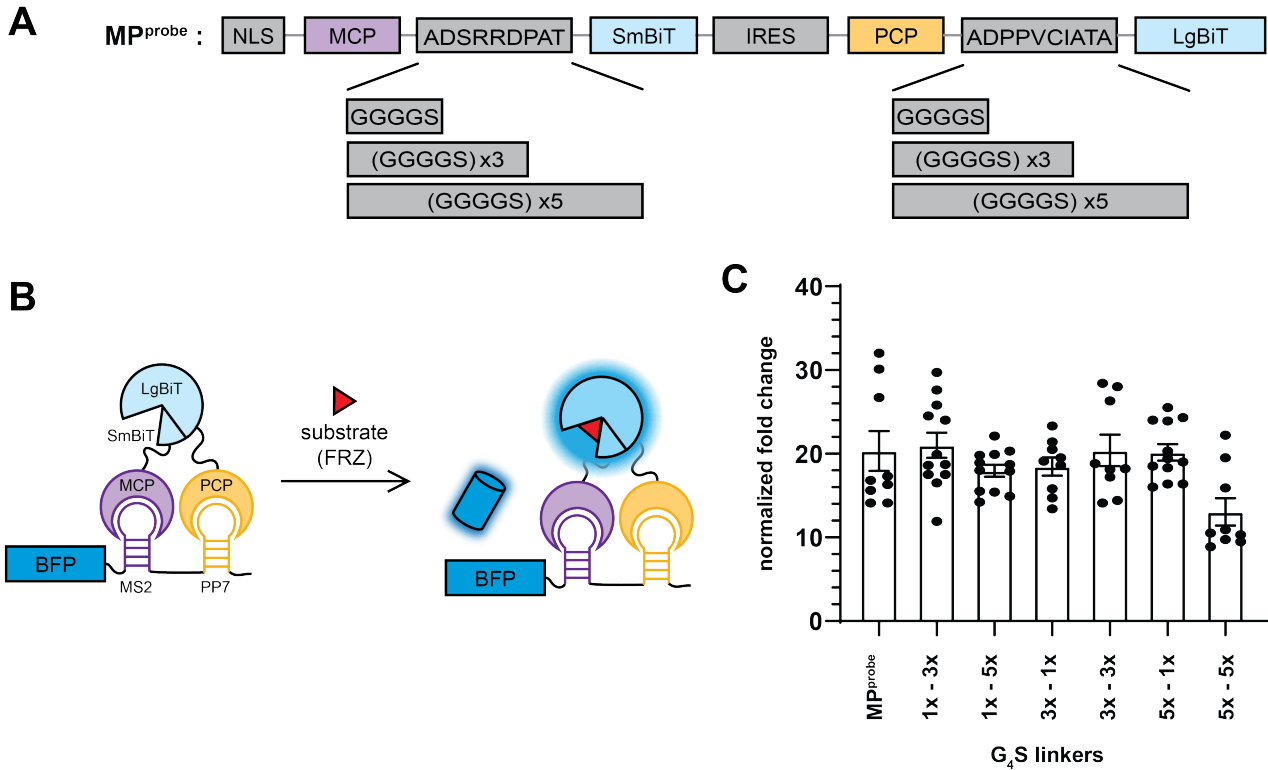 A
MPprobe :
NLS
MCP
ADSRRDPAT
SmBiT
IRES
PCP
ADPPVCIATA
LgBiT
GGGGS
(GGGGS) x3
(GGGGS) x5
GGGGS
(GGGGS) x3
(GGGGS) x5
B
LgBiT
SmBiT
MCP
PCP
BFP
MS2
PP7
substrate
(FRZ)
BFP
C
normalized fold change
40
30
20
10
0
MPprobe
1x - 3x
1x - 5x
3x - 1x
3x - 3x
5x - 1x
5x - 5x
G4S linkers